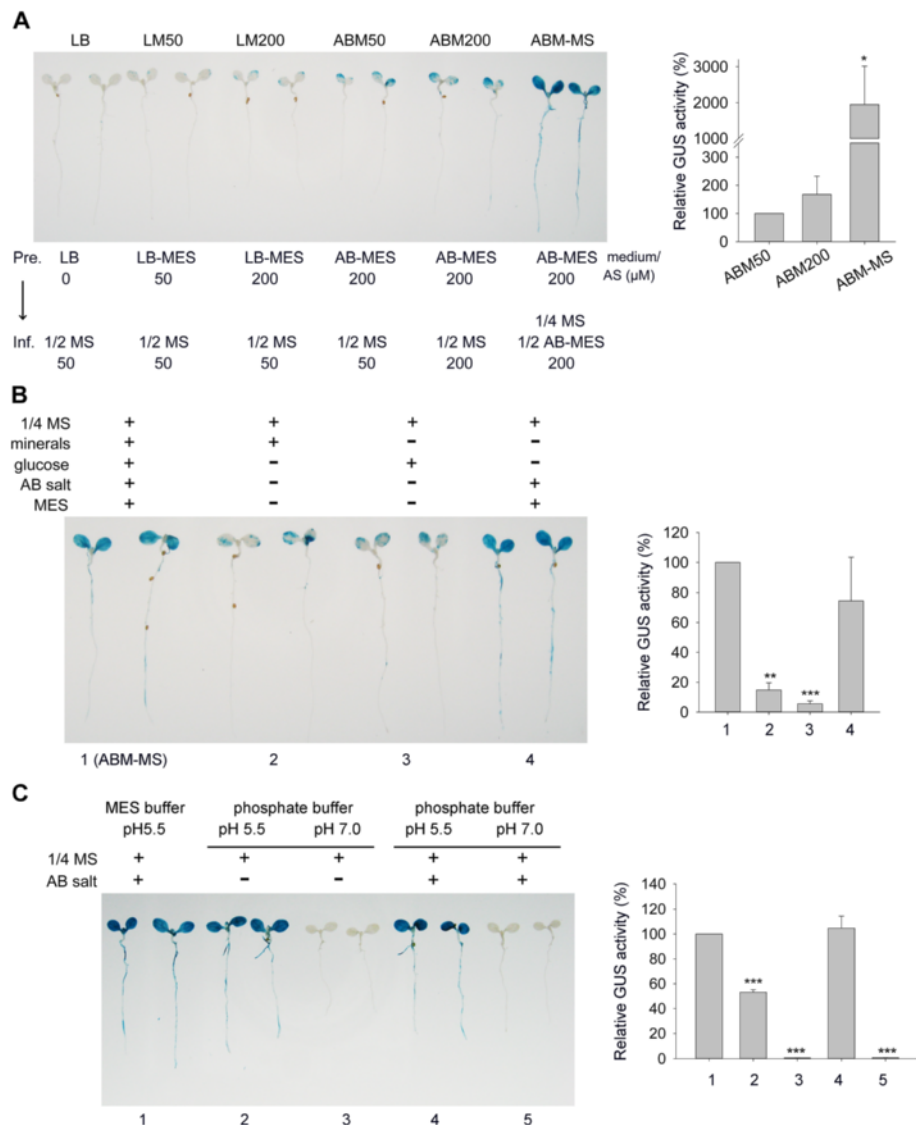 A
LB LM50 LM200 ABM50 ABM200 ABM-MS
Pre. LB LB-MES LB-MES AB-MES AB-MES AB-MES medium/
0 50 200 200 200 200 AS (µM)
1/4 MS
Inf. 1/2 MS 1/2 MS 1/2 MS 1/2 MS 1/2 MS 1/2 AB-MES
50 50 50 50 200 200
Relative GUS activity (%)
3000
2000
1000
300
200
100
0
*
ABM50 ABM200 ABM-MS
B
1/4 MS + + + +
minerals + + - -
glucose + - + -
AB salt + - - +
MES + - - +
1 (ABM-MS) 2 3 4
Relative GUS activity (%)
120
100
80
60
40
20
0
** ***
1 2 3 4
C
MES buffer phosphate buffer phosphate buffer
pH5.5 pH 5.5 pH 7.0 pH 5.5 pH 7.0
1/4 MS + + + + +
AB salt + - - + +
1 2 3 4 5
Relative GUS activity (%)
140
120
100
80
60
40
20
0
*** *** ***
1 2 3 4 5